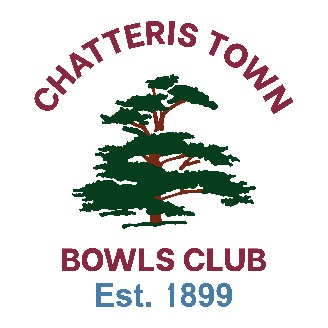 CHATTERIS TOWN
BOWLS CLUB
Est. 1899